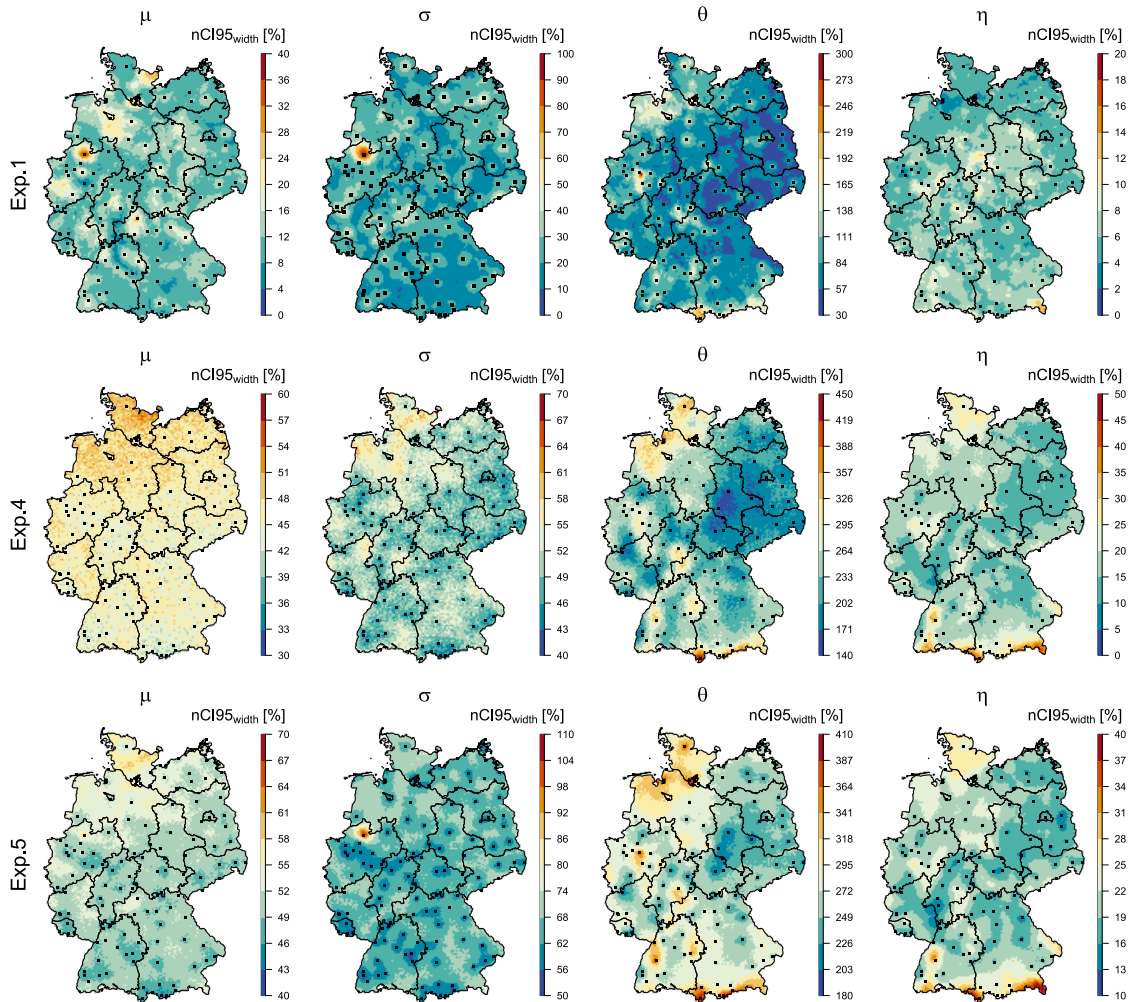 μ σ θ η
nCI95width [%] nCI95width [%] nCI95width [%] nCI95width [%]
Exp.1
40 100 300 20
36 90 273 18
32 80 246 16
28 70 219 14
24 60 192 12
20 50 165 10
16 40 138 8
12 30 111 6
8 20 84 4
4 10 57 2
0 0 30 0
μ σ θ η
nCI95width [%] nCI95width [%] nCI95width [%] nCI95width [%]
Exp.4
60 70 450 50
57 67 419 45
54 64 388 40
51 61 357 35
48 58 326 30
45 55 295 25
42 52 264 20
39 49 233 15
36 46 202 10
33 43 171 5
30 40 140 0
μ σ θ η
nCI95width [%] nCI95width [%] nCI95width [%] nCI95width [%]
Exp.5
70 110 410 40
67 104 387 37
64 98 364 34
61 92 341 31
58 86 318 28
55 80 295 25
52 74 272 22
49 68 249 19
46 62 226 16
43 56 203 13
40 50 180 10